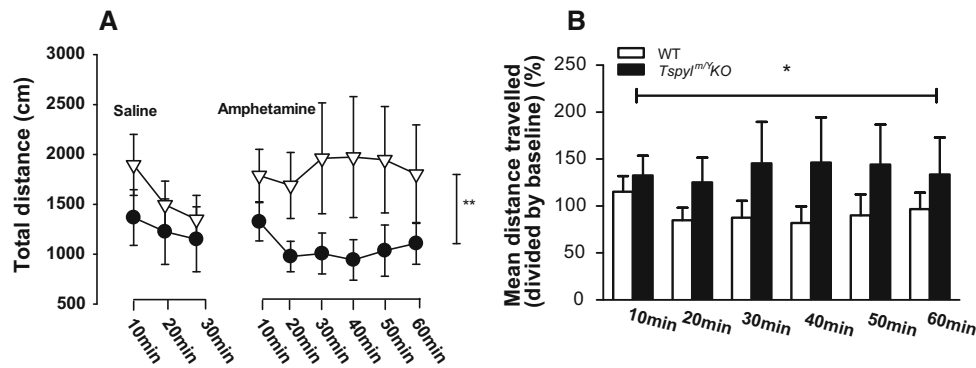 A
Total distance (cm)
3000
2500
2000
1500
1000
500
Saline
Amphetamine
**
10min
20min
30min
10min
20min
30min
40min
50min
60min
B
WT
Tspyl^m/Y KO
Mean distance travelled
(divided by baseline) (%)
250
200
150
100
50
0
*
10min
20min
30min
40min
50min
60min